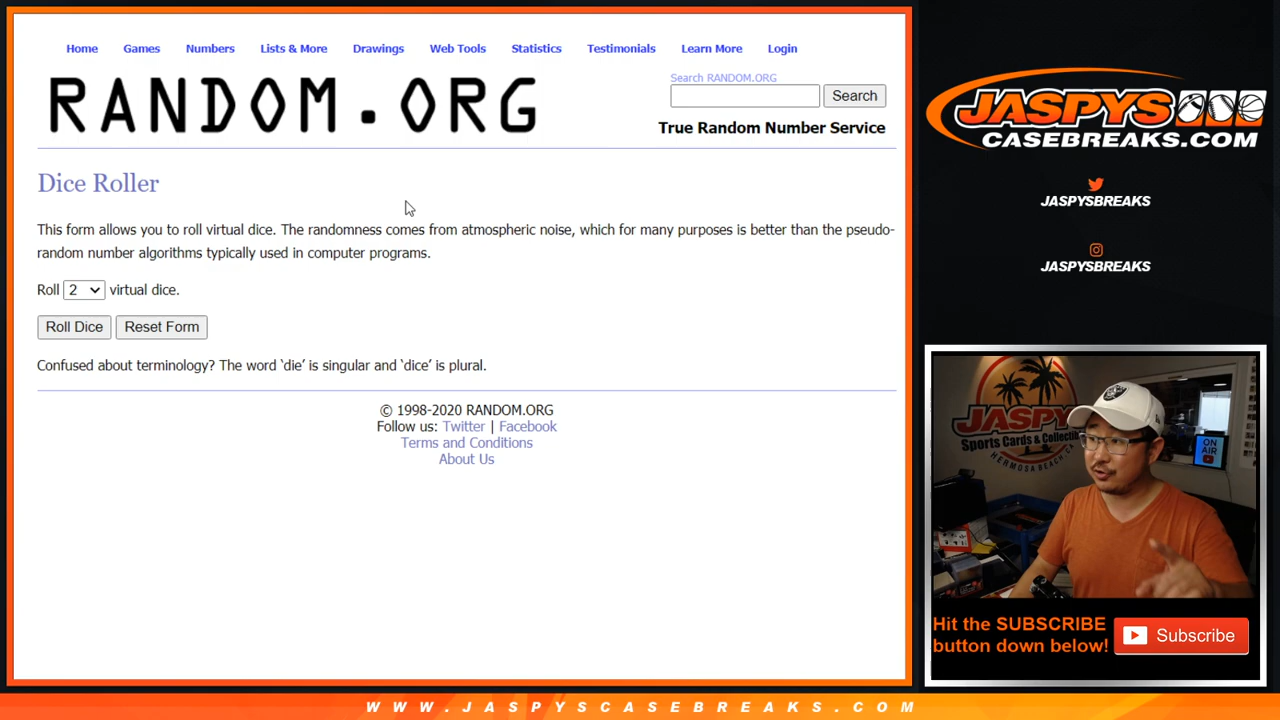 Home Games Numbers Lists & More Drawings Web Tools Statistics Testimonials Learn More Login
RANDOM.ORG
Search RANDOM.ORG
Search
True Random Number Service
Dice Roller
This form allows you to roll virtual dice. The randomness comes from atmospheric noise, which for many purposes is better than the pseudo-
random number algorithms typically used in computer programs.
Roll 2 virtual dice.
Roll Dice Reset Form
Confused about terminology? The word ‘die’ is singular and ‘dice’ is plural.
© 1998-2020 RANDOM.ORG
Follow us: Twitter | Facebook
Terms and Conditions
About Us
JASPYS
CASEBREAKS.COM
JASPYSBREAKS
JASPYSBREAKS
JASPYS
Sports Cards & Collectib
HERMOSA BEACH, CA
ON
AIR
Hit the SUBSCRIBE
button down below!
Subscribe
WWW.JASPYSCASEBREAKS.COM